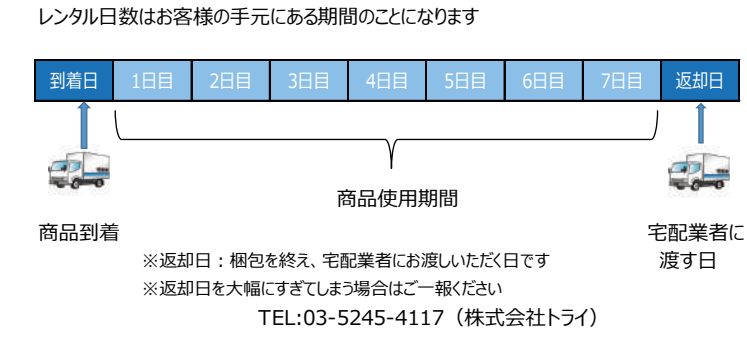 レンタル日数はお客様の手元にある期間のことになります
到着日 1日目 2日目 3日目 4日目 5日目 6日目 7日目 返却日
商品使用期間
商品到着
宅配業者に
渡す日
※返却日：梱包を終え、宅配業者にお渡しいただく日です
※返却日を大幅にすぎてしまう場合はご一報ください
TEL:03-5245-4117（株式会社トライ）